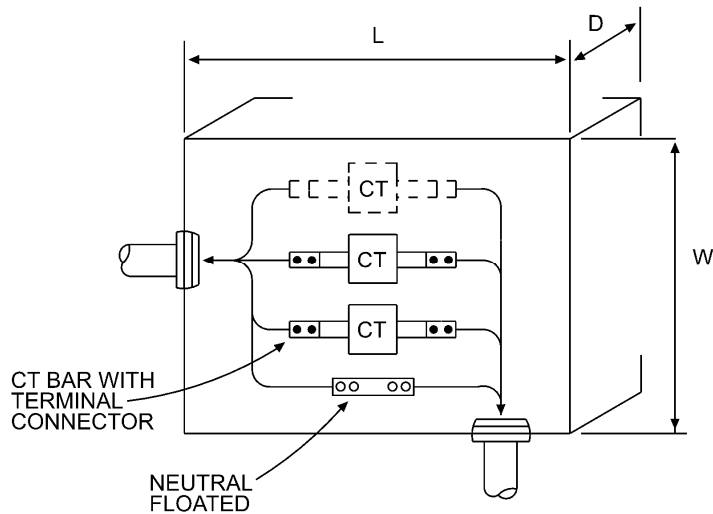 L
D
CT
CT
W
CT
CT BAR WITH
TERMINAL
CONNECTOR
NEUTRAL
FLOATED